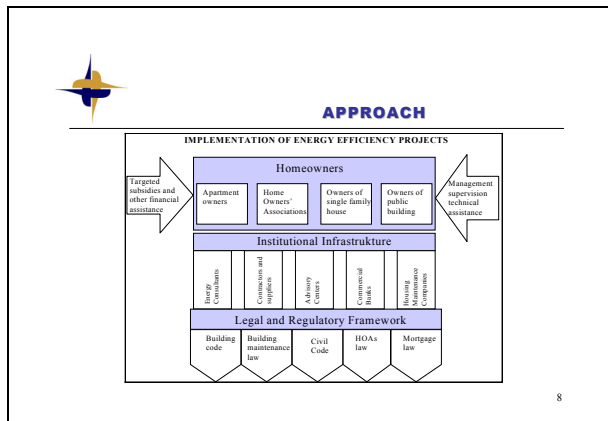 APPROACH
IMPLEMENTATION OF ENERGY EFFICIENCY PROJECTS
Homeowners
Targeted
subsidies and
other financial
assistance
Apartment
owners
Home
Owners'
Associations
Owners of
single family
house
Owners of
public
building
Management
supervision
technical
assistance
Institutional Infrastrukture
Energy
Consultants
Contractors and
suppliers
Advisory
Centers
Commercial
Banks
Housing
Maintenance
Companies
Legal and Regulatory Framework
Building
code
Building
maintenance
law
Civil
Code
HOAs
law
Mortgage
law
8